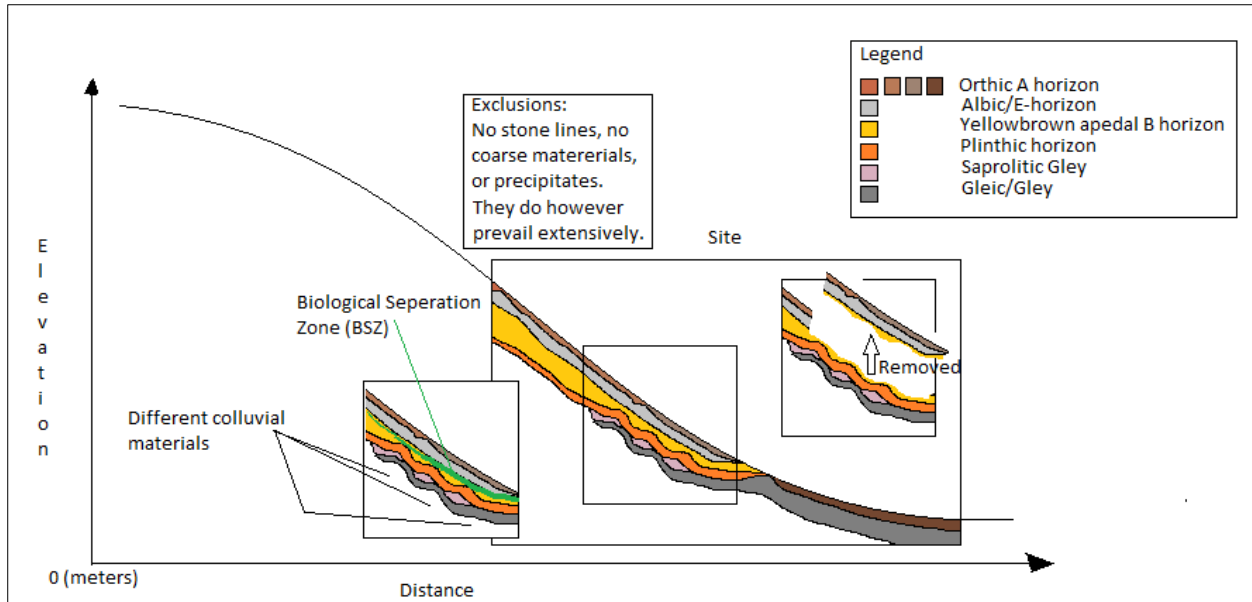 Legend
Orthic A horizon
Albic/E-horizon
Yellowbrown apedal B horizon
Plinthic horizon
Saprolitic Gley
Gleic/Gley
Exclusions:
No stone lines, no
coarse matererials,
or precipitates.
They do however
prevail extensively.
Site
Elevation
Biological Seperation
Zone (BSZ)
Removed
Different colluvial
materials
0 (meters)
Distance